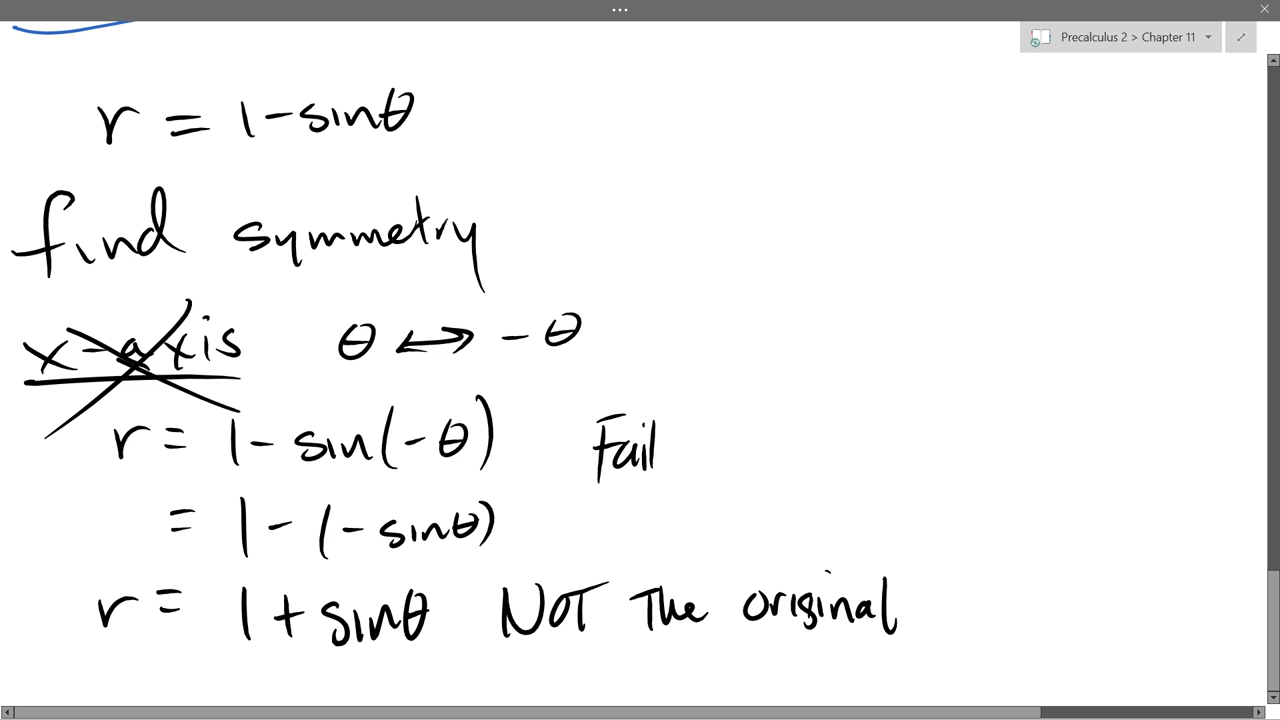 Precalculus 2 > Chapter 11
r = 1 - sinθ
find symmetry
x-axis θ ↔ -θ
r = 1 - sin(-θ) Fail
= 1 - (-sinθ)
r = 1 + sinθ NOT The original